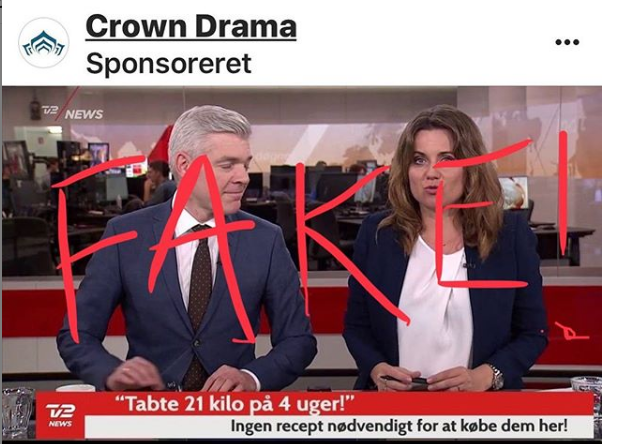 Crown Drama
Sponsoreret
TV2 NEWS
FAKE!
TV2 NEWS
“Tabte 21 kilo på 4 uger!”
Ingen recept nødvendigt for at købe dem her!